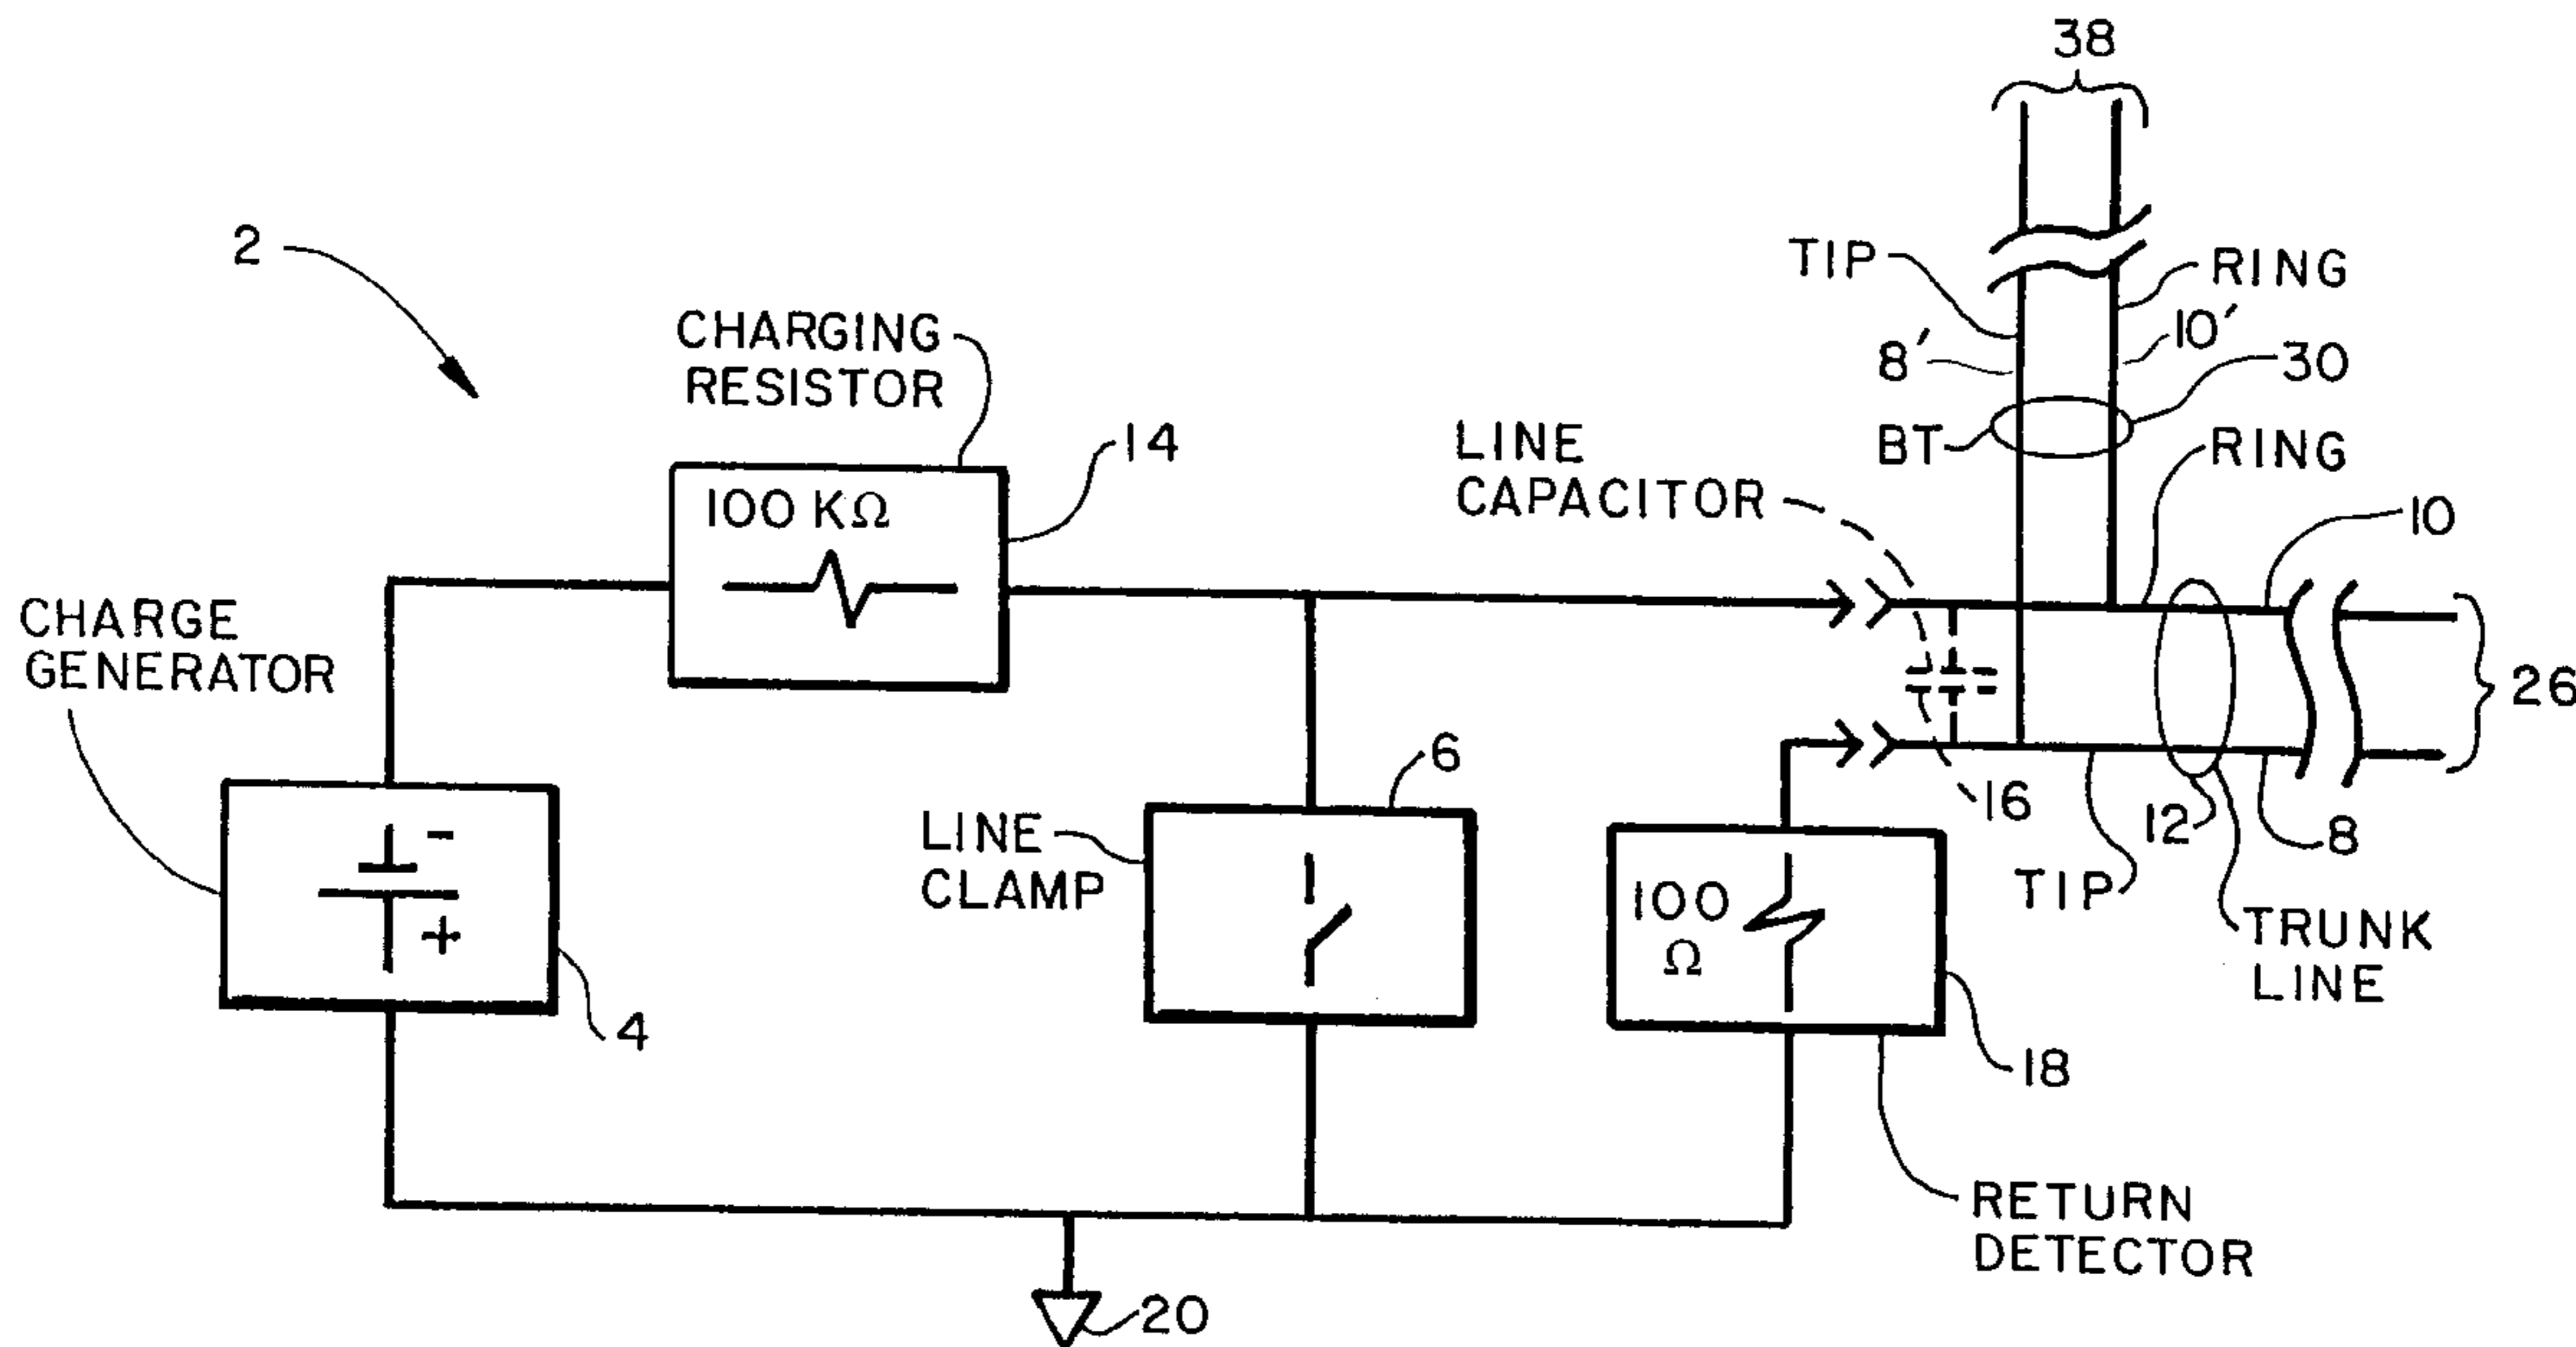 38
2
TIP
RING
8′
10′
30
CHARGING
RESISTOR
14
LINE
CAPACITOR
BT
RING
10
100 KΩ
CHARGE
GENERATOR
26
-
+
4
6
LINE
CLAMP
16
12
8
TIP
TRUNK
LINE
100
Ω
18
RETURN
DETECTOR
20